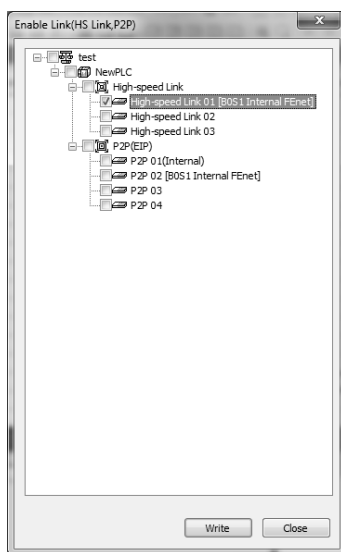 Enable Link(HS Link,P2P)
test
NewPLC
High-speed Link
High-speed Link 01 [B0S1 Internal FEnet]
High-speed Link 02
High-speed Link 03
P2P(EIP)
P2P 01(Internal)
P2P 02 [B0S1 Internal FEnet]
P2P 03
P2P 04
Write Close